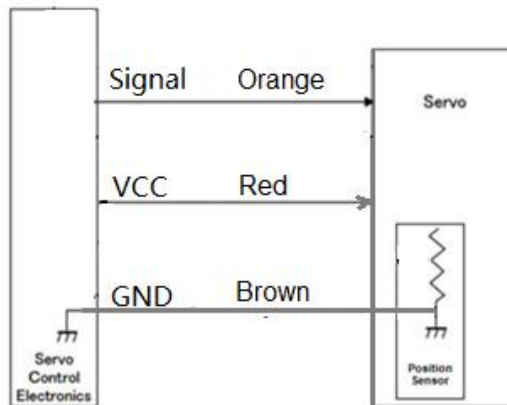 Signal Orange
Servo
VCC Red
GND Brown
Servo
Control
Electronics
Position
Sensor